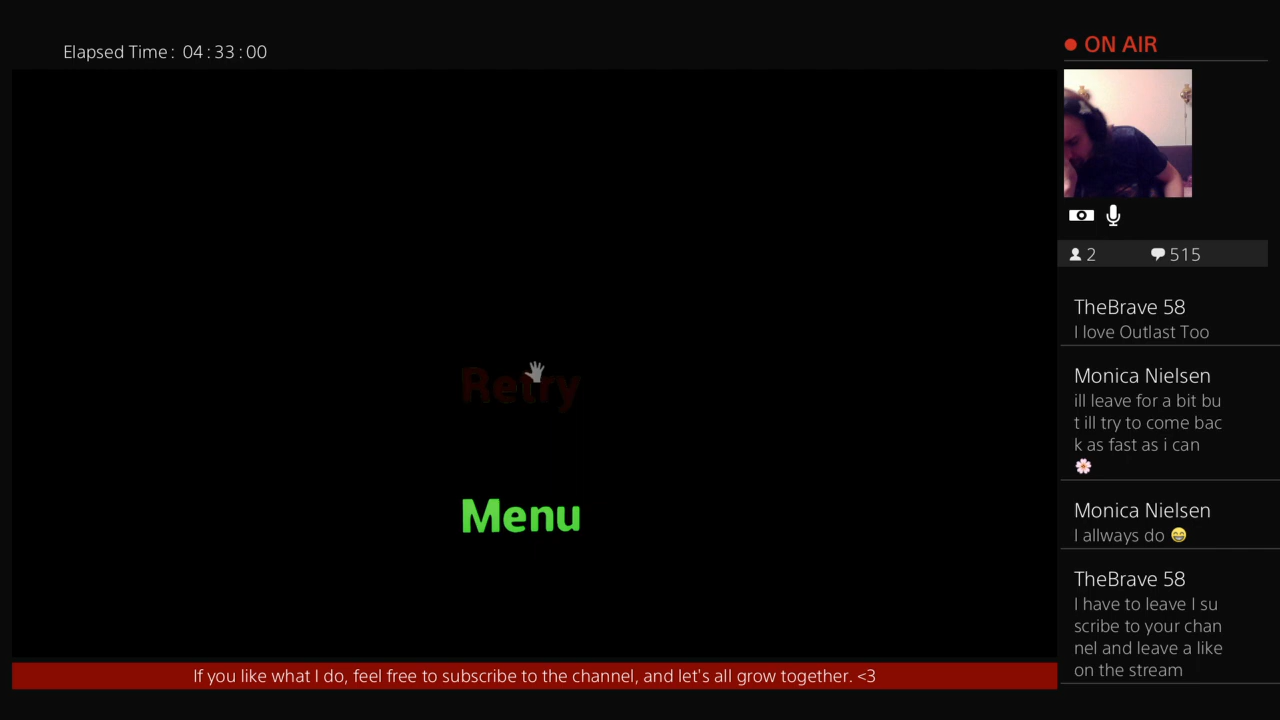 Elapsed Time: 04:33:00
ON AIR
2 515
TheBrave 58
I love Outlast Too
Monica Nielsen
ill leave for a bit bu
t ill try to come bac
k as fast as i can
🌸
Monica Nielsen
I allways do 😁
TheBrave 58
I have to leave I su
scribe to your chan
nel and leave a like
on the stream
Retry
Menu
If you like what I do, feel free to subscribe to the channel, and let's all grow together. <3